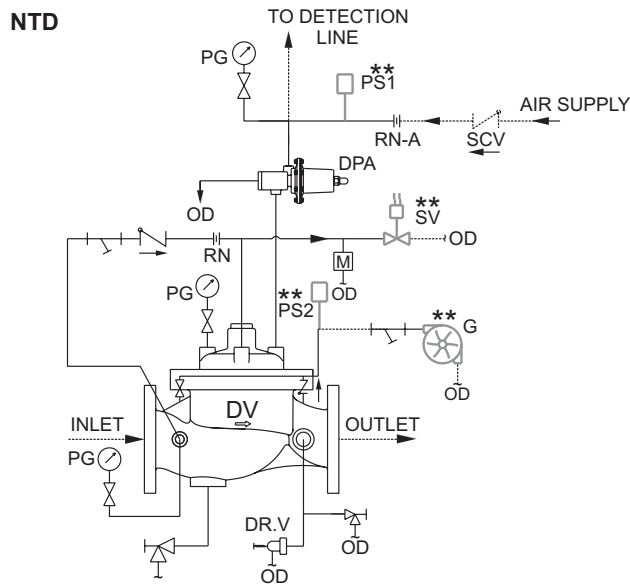 NTD
TO DETECTION
LINE
PG
**
PS1
AIR SUPPLY
RN-A
SCV
DPA
OD
**
SV
OD
RN
M
OD
PG
**
PS2
**
G
OD
DV
INLET
OUTLET
PG
DR.V
OD
OD